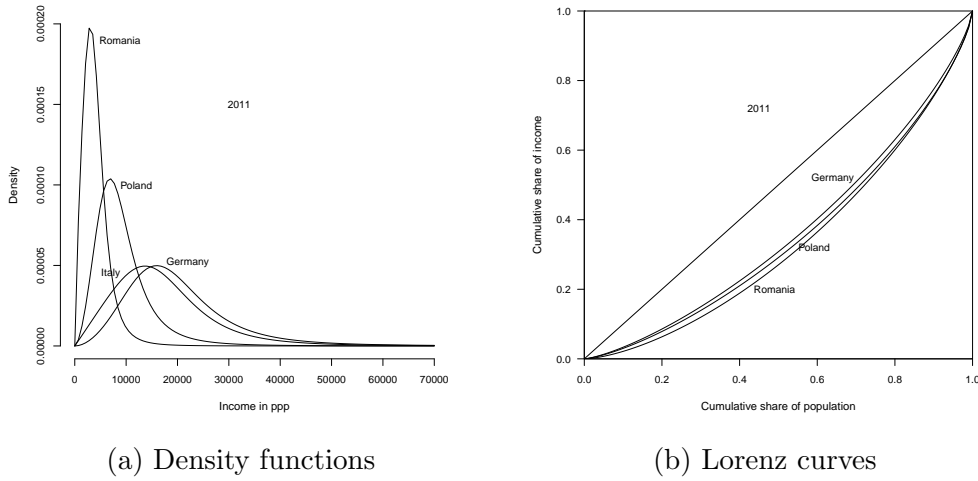 0.00020
0.00015
0.00010
0.00005
0.00000
Density
Romania
2011
Poland
Italy
Germany
0 10000 20000 30000 40000 50000 60000 70000
Income in ppp
(a) Density functions
1.0
0.8
0.6
0.4
0.2
0.0
Cumulative share of income
2011
Germany
Poland
Romania
0.0 0.2 0.4 0.6 0.8 1.0
Cumulative share of population
(b) Lorenz curves